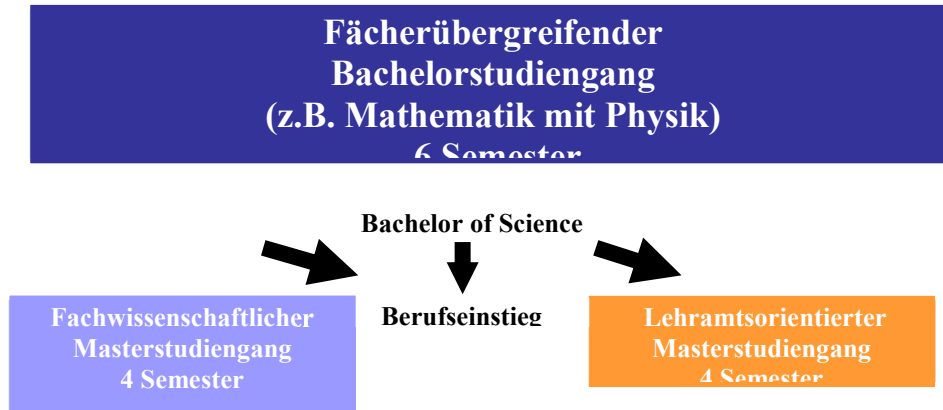 Fächerübergreifender
Bachelorstudiengang
(z.B. Mathematik mit Physik)
6 Semester
Bachelor of Science
Fachwissenschaftlicher
Masterstudiengang
4 Semester
Berufseinstieg
Lehramtsorientierter
Masterstudiengang
4 Semester